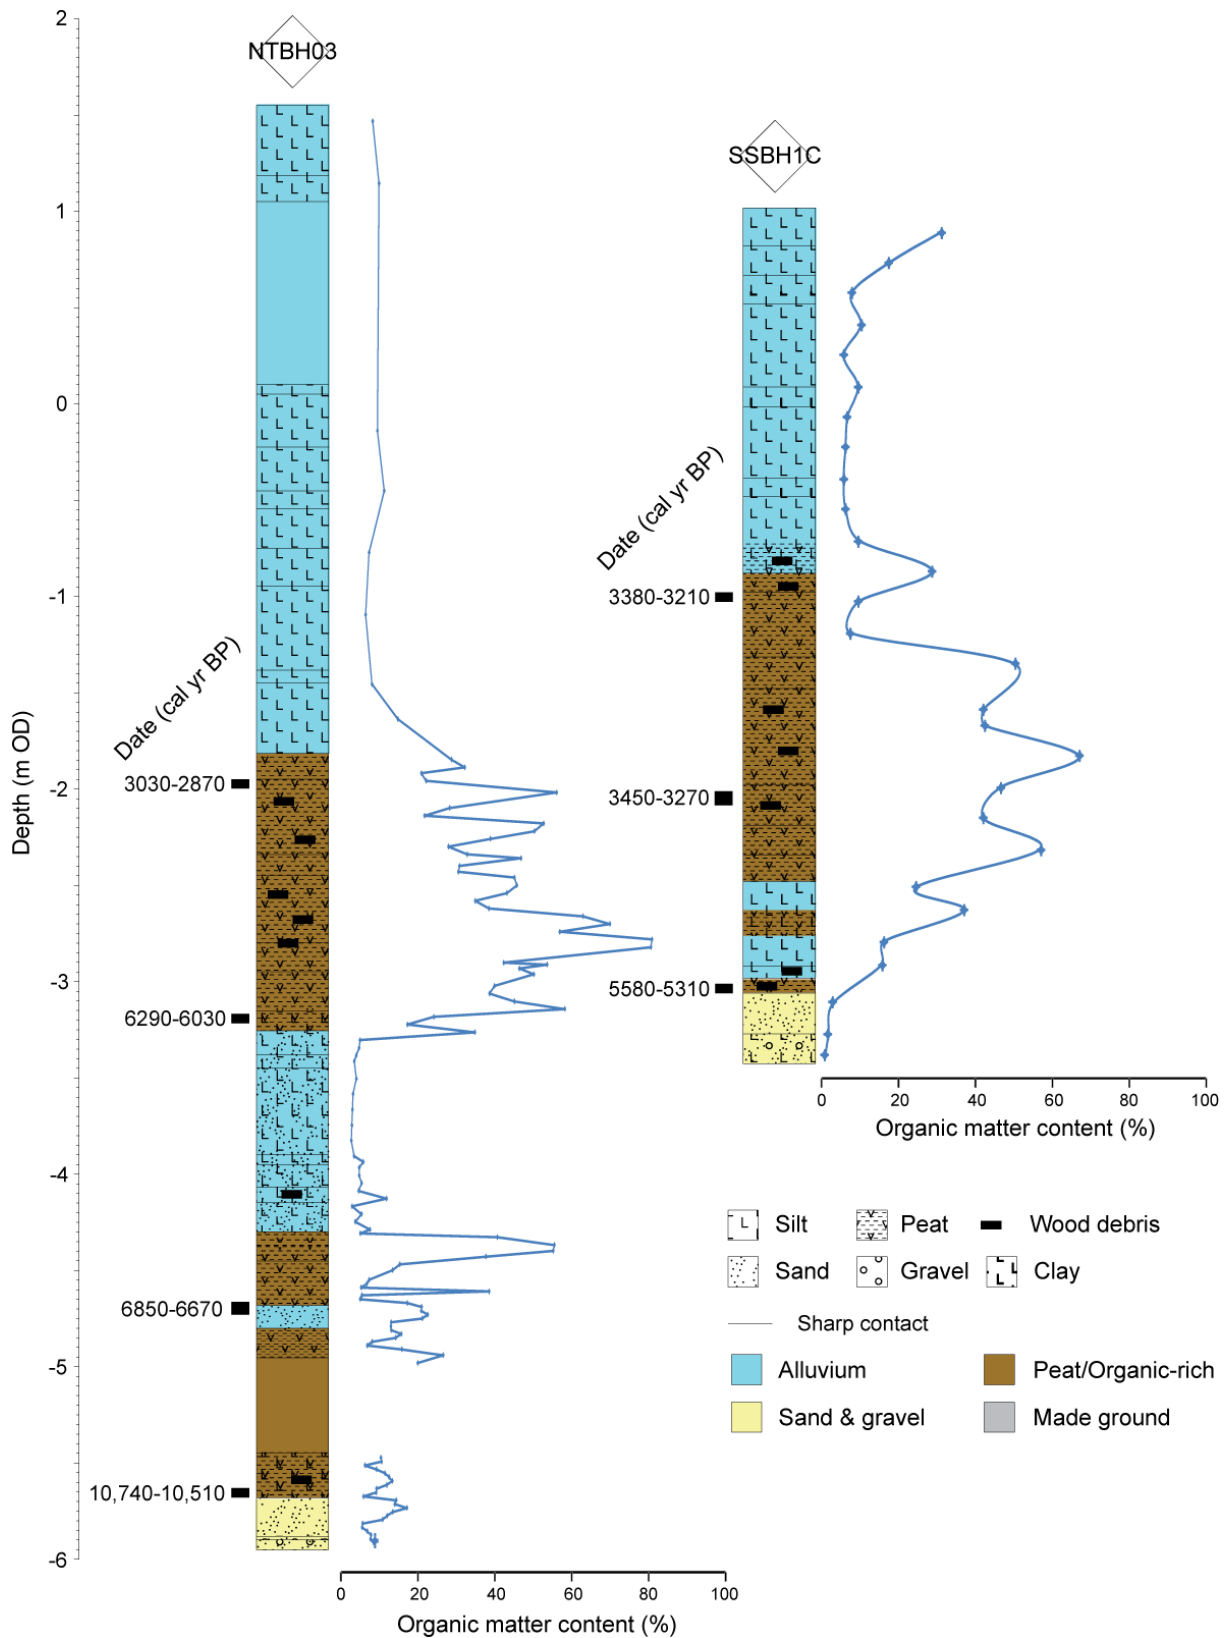 2
1
0
-1
-2
-3
-4
-5
-6
Depth (m OD)
NTBH03
Date (cal yr BP)
3030-2870
6290-6030
6850-6670
10,740-10,510
0 20 40 60 80 100
Organic matter content (%)
SSBH1C
Date (cal yr BP)
3380-3210
3450-3270
5580-5310
0 20 40 60 80 100
Organic matter content (%)
Silt Peat Wood debris
Sand Gravel Clay
Sharp contact
Alluvium Peat/Organic-rich
Sand & gravel Made ground